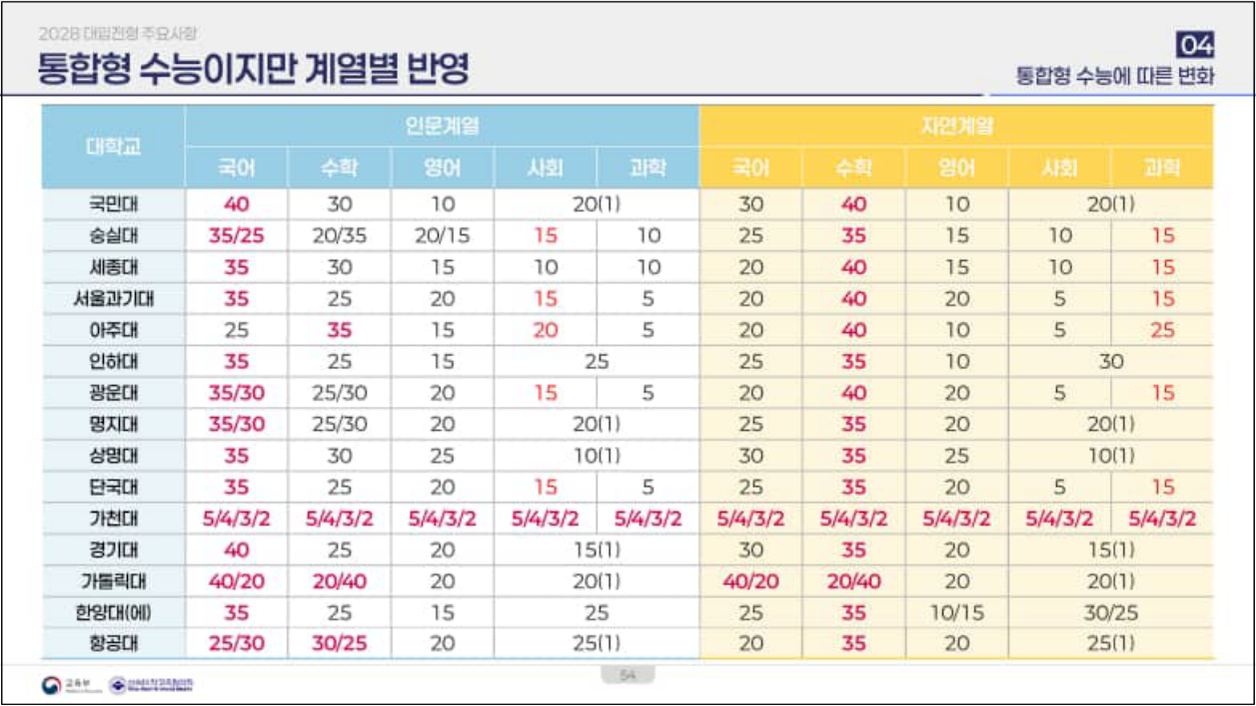 2028 대입전형 주요사항
통합형 수능이지만 계열별 반영
04
통합형 수능에 따른 변화
대학교 인문계열 자연계열
국어 수학 영어 사회 과학 국어 수학 영어 사회 과학
국민대 40 30 10 20(1) 30 40 10 20(1)
숭실대 35/25 20/35 20/15 15 10 25 35 15 10 15
세종대 35 30 15 10 10 20 40 15 10 15
서울과기대 35 25 20 15 5 20 40 20 5 15
아주대 25 35 15 20 5 20 40 10 5 25
인하대 35 25 15 25 25 35 10 30
광운대 35/30 25/30 20 15 5 20 40 20 5 15
명지대 35/30 25/30 20 20(1) 25 35 20 20(1)
상명대 35 30 25 10(1) 30 35 25 10(1)
단국대 35 25 20 15 5 25 35 20 5 15
가천대 5/4/3/2 5/4/3/2 5/4/3/2 5/4/3/2 5/4/3/2 5/4/3/2 5/4/3/2 5/4/3/2 5/4/3/2 5/4/3/2
경기대 40 25 20 15(1) 30 35 20 15(1)
가톨릭대 40/20 20/40 20 20(1) 40/20 20/40 20 20(1)
한양대(에) 35 25 15 25 25 35 10/15 30/25
항공대 25/30 30/25 20 25(1) 20 35 20 25(1)
교육부
54